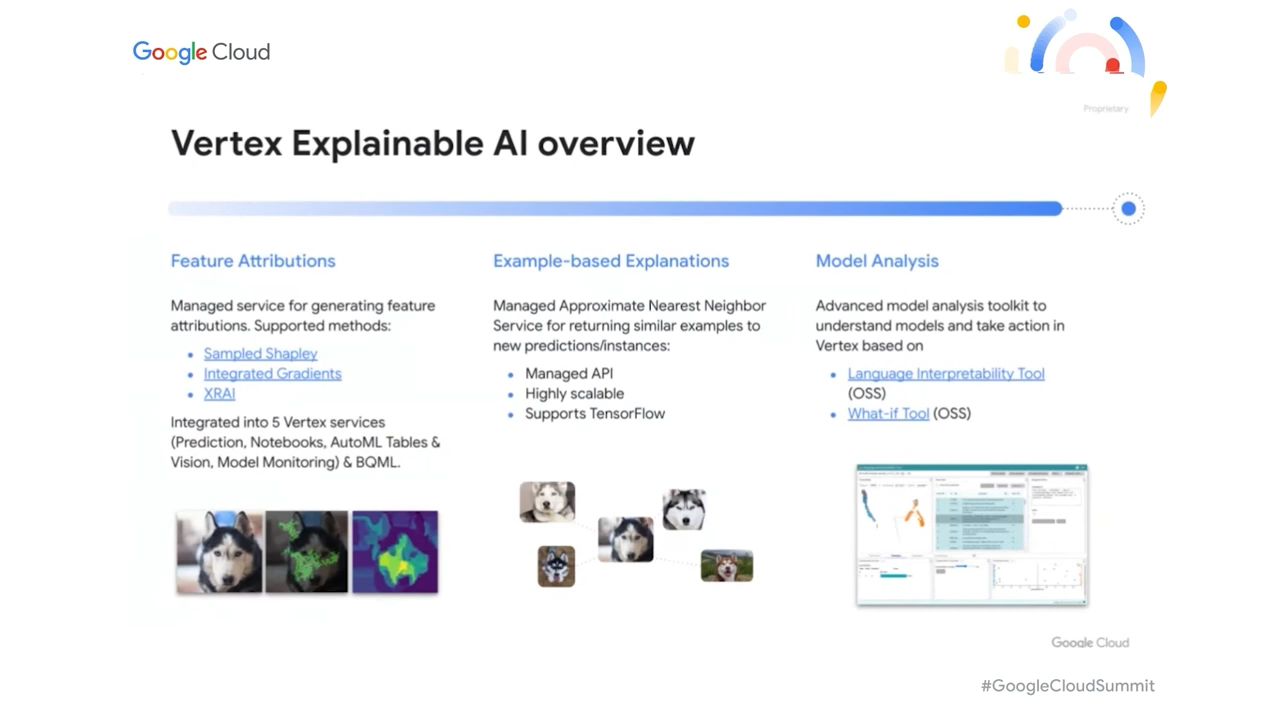 Google Cloud
Proprietary
Vertex Explainable AI overview
Feature Attributions
Managed service for generating feature
attributions. Supported methods:
Sampled Shapley
Integrated Gradients
XRAI
Integrated into 5 Vertex services
(Prediction, Notebooks, AutoML Tables &
Vision, Model Monitoring) & BQML.
Example-based Explanations
Managed Approximate Nearest Neighbor
Service for returning similar examples to
new predictions/instances:
Managed API
Highly scalable
Supports TensorFlow
Model Analysis
Advanced model analysis toolkit to
understand models and take action in
Vertex based on
Language Interpretability Tool
(OSS)
What-if Tool (OSS)
Google Cloud
#GoogleCloudSummit